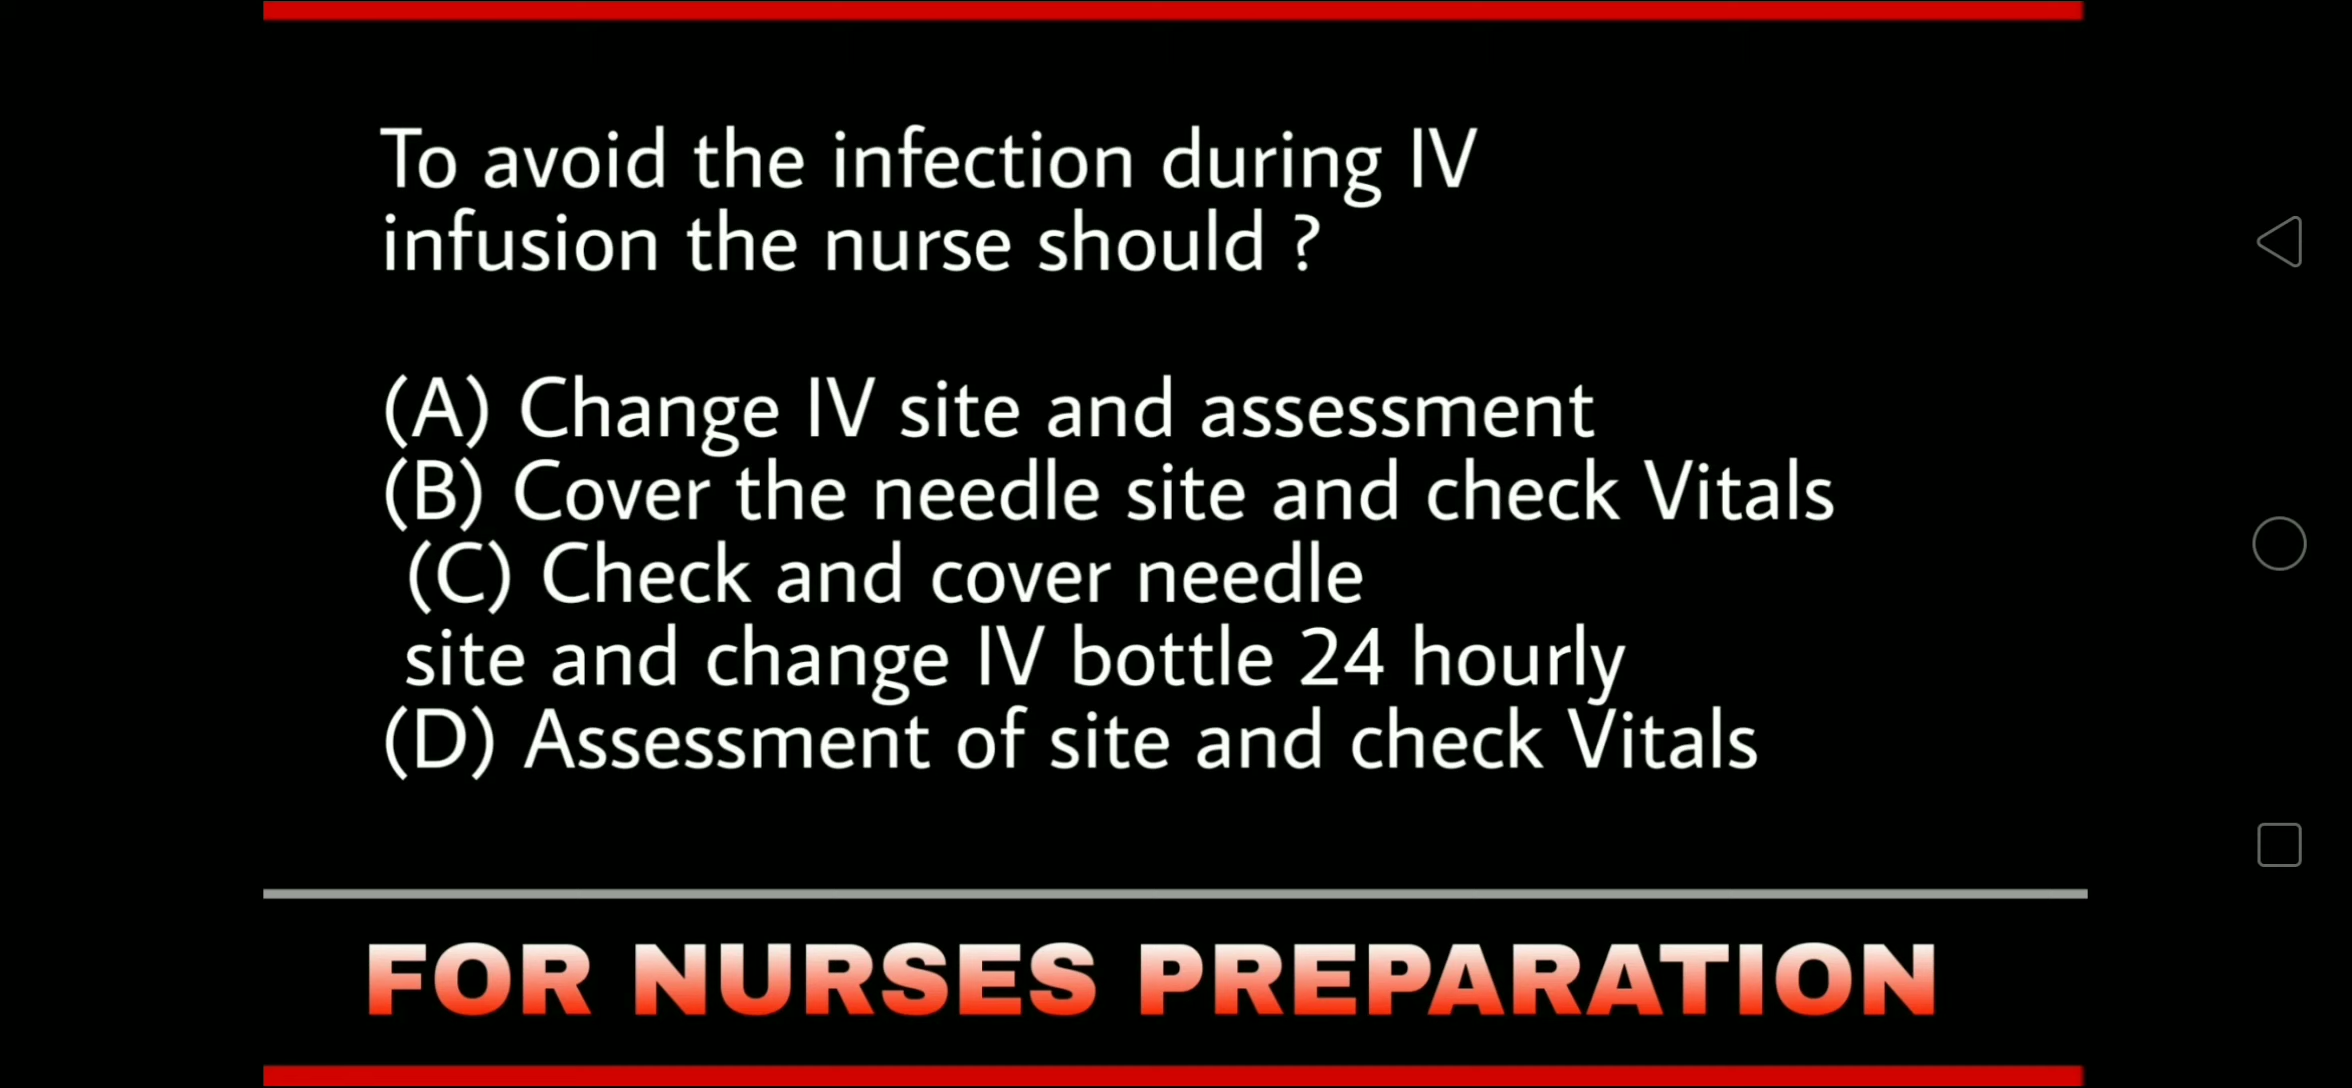 To avoid the infection during IV
infusion the nurse should ?
(A) Change IV site and assessment
(B) Cover the needle site and check Vitals
(C) Check and cover needle
site and change IV bottle 24 hourly
(D) Assessment of site and check Vitals
FOR NURSES PREPARATION